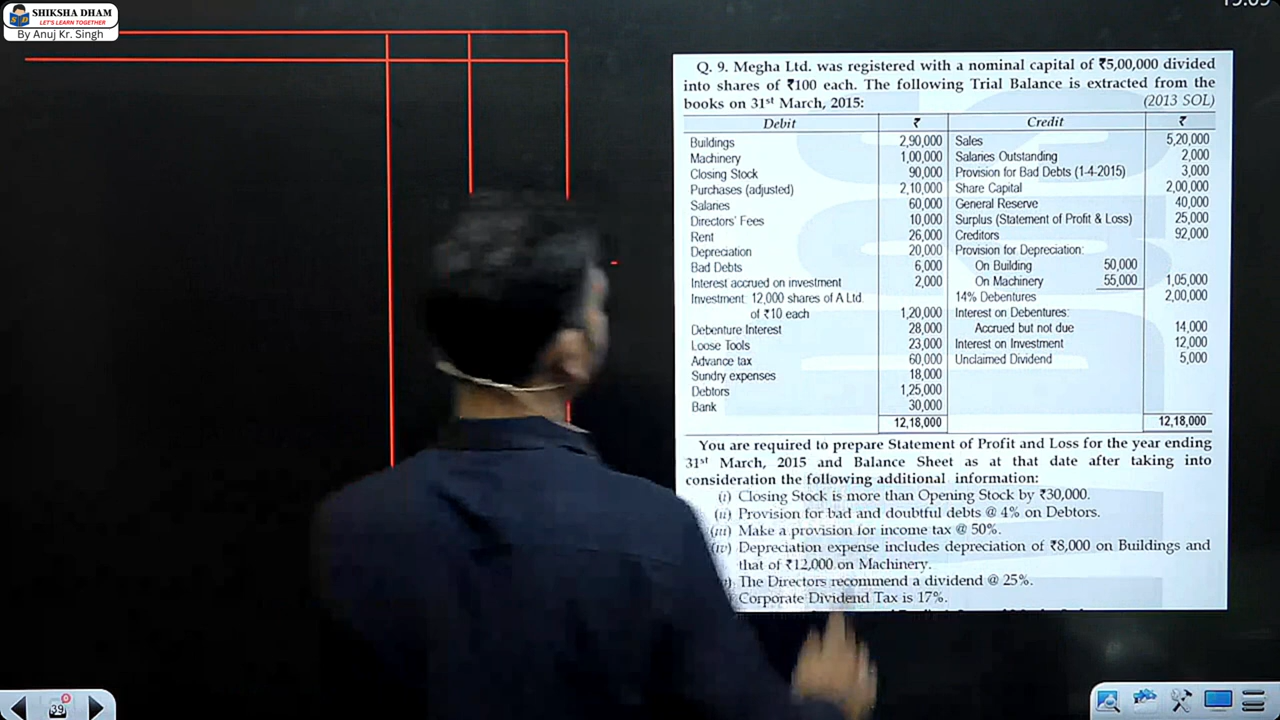 SHIKSHA DHAM
LET'S LEARN TOGETHER
By Anuj Kr. Singh
Q. 9. Megha Ltd. was registered with a nominal capital of ₹5,00,000 divided
into shares of ₹100 each. The following Trial Balance is extracted from the
books on 31st March, 2015: (2013 SOL)
Debit ₹ Credit ₹
Buildings 2,90,000 Sales 5,20,000
Machinery 1,00,000 Salaries Outstanding 2,000
Closing Stock 90,000 Provision for Bad Debts (1-4-2015) 3,000
Purchases (adjusted) 2,10,000 Share Capital 2,00,000
Salaries 60,000 General Reserve 40,000
Directors' Fees 10,000 Surplus (Statement of Profit & Loss) 25,000
Rent 26,000 Creditors 92,000
Depreciation 20,000 Provision for Depreciation:
Bad Debts 6,000 On Building 50,000
Interest accrued on investment 2,000 On Machinery 55,000 1,05,000
Investment 12,000 shares of A Ltd. 14% Debentures 2,00,000
of ₹10 each 1,20,000 Interest on Debentures:
Debenture Interest 28,000 Accrued but not due 14,000
Loose Tools 23,000 Interest on Investment 12,000
Advance tax 60,000 Unclaimed Dividend 5,000
Sundry expenses 18,000
Debtors 1,25,000
Bank 30,000
12,18,000 12,18,000
You are required to prepare Statement of Profit and Loss for the year ending
31st March, 2015 and Balance Sheet as at that date after taking into
consideration the following additional information:
(i) Closing Stock is more than Opening Stock by ₹30,000.
(ii) Provision for bad and doubtful debts @ 4% on Debtors.
(iii) Make a provision for income tax @ 50%.
(iv) Depreciation expense includes depreciation of ₹8,000 on Buildings and
that of ₹12,000 on Machinery.
The Directors recommend a dividend @ 25%.
Corporate Dividend Tax is 17%.
39